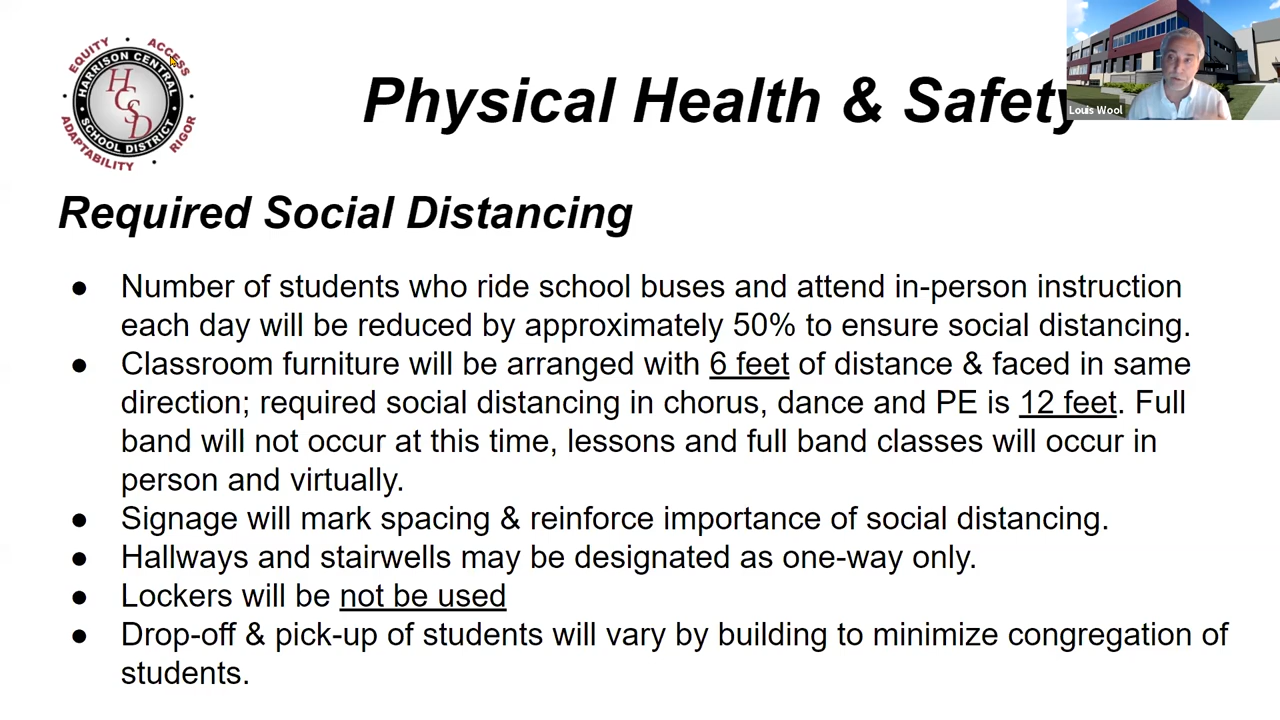 EQUITY • ACCESS
HARRISON CENTRAL
HCSD
SCHOOL DISTRICT
ADAPTABILITY • RIGOR
Physical Health & Safety
Louis Wool
Required Social Distancing
● Number of students who ride school buses and attend in-person instruction
each day will be reduced by approximately 50% to ensure social distancing.
● Classroom furniture will be arranged with 6 feet of distance & faced in same
direction; required social distancing in chorus, dance and PE is 12 feet. Full
band will not occur at this time, lessons and full band classes will occur in
person and virtually.
● Signage will mark spacing & reinforce importance of social distancing.
● Hallways and stairwells may be designated as one-way only.
● Lockers will be not be used
● Drop-off & pick-up of students will vary by building to minimize congregation of
students.